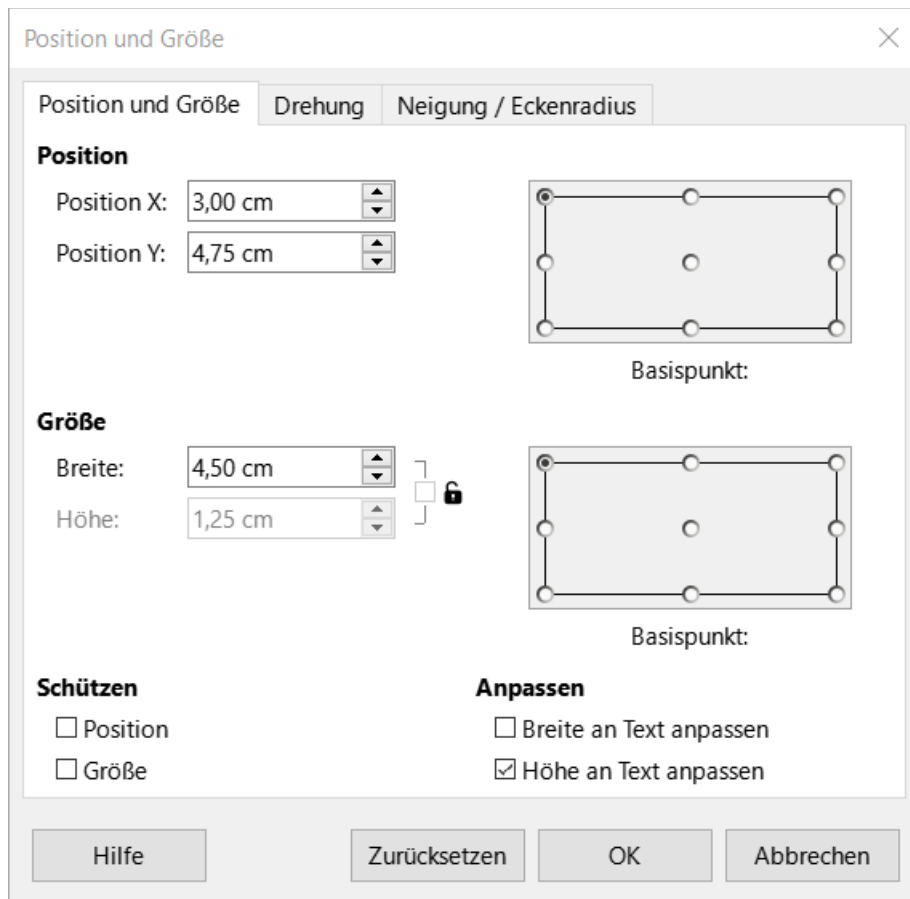 Position und Größe
Position und Größe Drehung Neigung / Eckenradius
Position
Position X: 3,00 cm
Position Y: 4,75 cm
Basispunkt:
Größe
Breite: 4,50 cm
Höhe: 1,25 cm
Basispunkt:
Schützen Anpassen
Position Breite an Text anpassen
Größe Höhe an Text anpassen
Hilfe Zurücksetzen OK Abbrechen